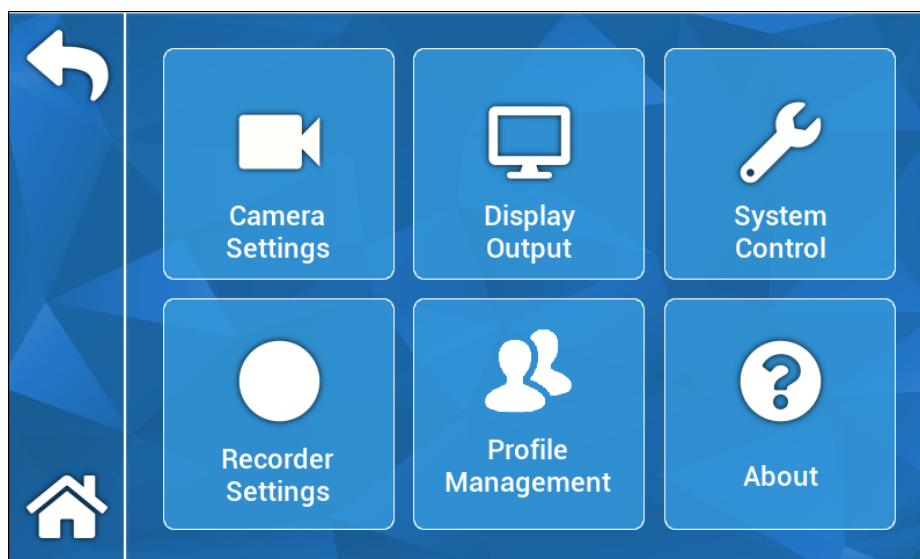 Camera
Settings
Display
Output
System
Control
Recorder
Settings
Profile
Management
About